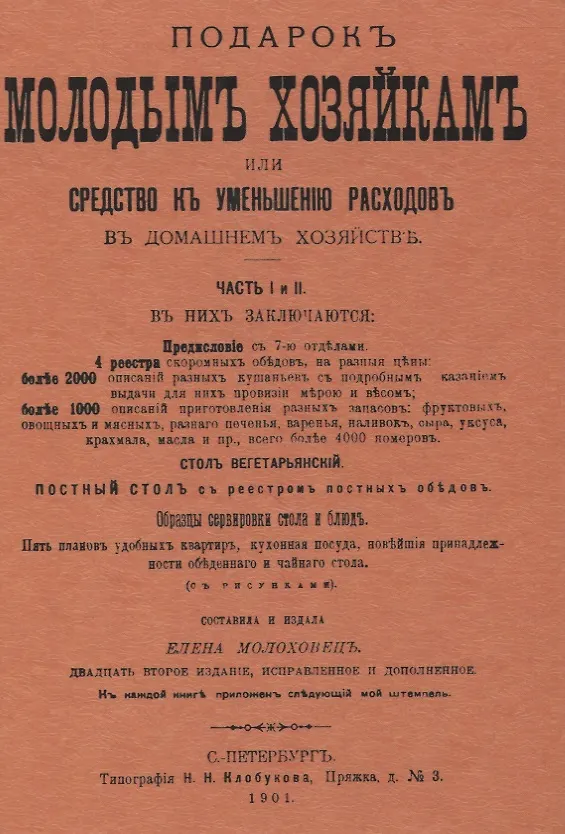 ПОДАРОКЪ
МОЛОДЫМЪ ХОЗЯЙКАМЪ
ИЛИ
СРЕДСТВО КЪ УМЕНЬШЕНІЮ РАСХОДОВЪ
ВЪ ДОМАШНЕМЪ ХОЗЯЙСТВѢ.
ЧАСТЬ I и II.
ВЪ НИХЪ ЗАКЛЮЧАЮТСЯ:
Предисловіе съ 7-ю отдѣлами.
4 реестра скоромныхъ обѣдовъ, на разныя цѣны:
болѣе 2000 описаній разныхъ кушаньевъ съ подробнымъ казаніемъ
выдачи для нихъ провизіи мѣрою и вѣсомъ;
болѣе 1000 описаній приготовленія разныхъ запасовъ: фруктовыхъ,
овощныхъ и мясныхъ, разнаго печенья, варенья, наливокъ, сыра, уксуса,
крахмала, масла и пр., всего болѣе 4000 номеровъ.
СТОЛЪ ВЕГЕТАРЬЯНСКІЙ.
ПОСТНЫЙ СТОЛЪ съ реестромъ постныхъ обѣдовъ.
Образцы сервировки стола и блюдъ.
Пять плановъ удобныхъ квартиръ, кухонная посуда, новѣйшія принадлеж-
ности обѣденнаго и чайнаго стола.
(СЪ РИСУНКАМИ).
СОСТАВИЛА И ИЗДАЛА
ЕЛЕНА МОЛОХОВЕЦЪ.
ДВАДЦАТЬ ВТОРОЕ ИЗДАНІЕ, ИСПРАВЛЕННОЕ И ДОПОЛНЕННОЕ.
Къ каждой книгѣ приложенъ слѣдующій мой штемпель.
С.-ПЕТЕРБУРГЪ.
Типографія Н. Н. Клобукова, Пряжка, д. № 3.
1901.